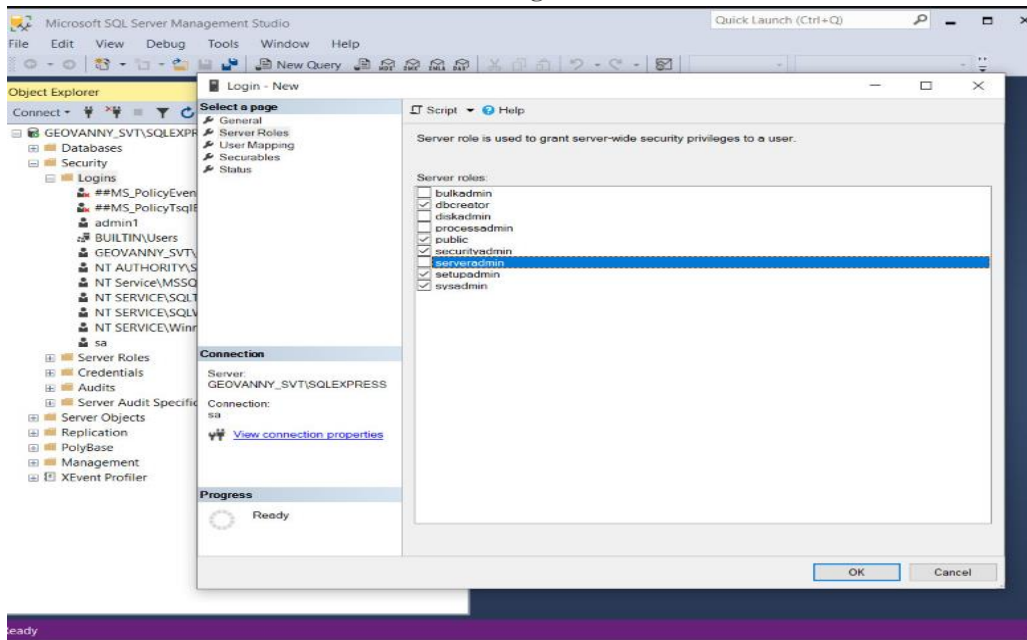 Microsoft SQL Server Management Studio
Quick Launch (Ctrl+Q)
File Edit View Debug Tools Window Help
New Query
Object Explorer
Connect
GEOVANNY_SVT\SQLEXPR
Databases
Security
Logins
##MS_PolicyEven
##MS_PolicyTsqlE
admin1
BUILTIN\Users
GEOVANNY_SVT\
NT AUTHORITY\S
NT Service\MSSQ
NT SERVICE\SQLT
NT SERVICE\SQLV
NT SERVICE\Winr
sa
Server Roles
Credentials
Audits
Server Audit Specific
Server Objects
Replication
PolyBase
Management
XEvent Profiler
Login - New
Select a page
General
Server Roles
User Mapping
Securables
Status
Connection
Server:
GEOVANNY_SVT\SQLEXPRESS
Connection:
sa
View connection properties
Progress
Ready
Script Help
Server role is used to grant server-wide security privileges to a user.
Server roles:
bulkadmin
dbcreator
diskadmin
processadmin
public
securityadmin
serveradmin
setupadmin
sysadmin
OK Cancel
eady